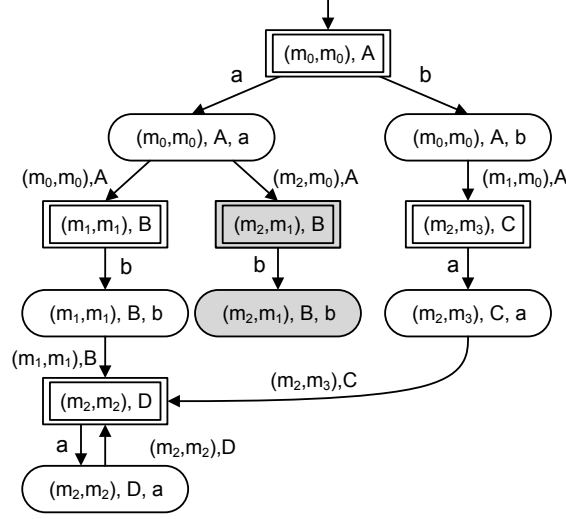 (m₀,m₀), A
a
b
(m₀,m₀), A, a
(m₀,m₀), A, b
(m₀,m₀),A
(m₂,m₀),A
(m₁,m₀),A
(m₁,m₁), B
(m₂,m₁), B
(m₂,m₃), C
b
b
a
(m₁,m₁), B, b
(m₂,m₁), B, b
(m₂,m₃), C, a
(m₁,m₁),B
(m₂,m₃),C
(m₂,m₂), D
a
(m₂,m₂),D
(m₂,m₂), D, a